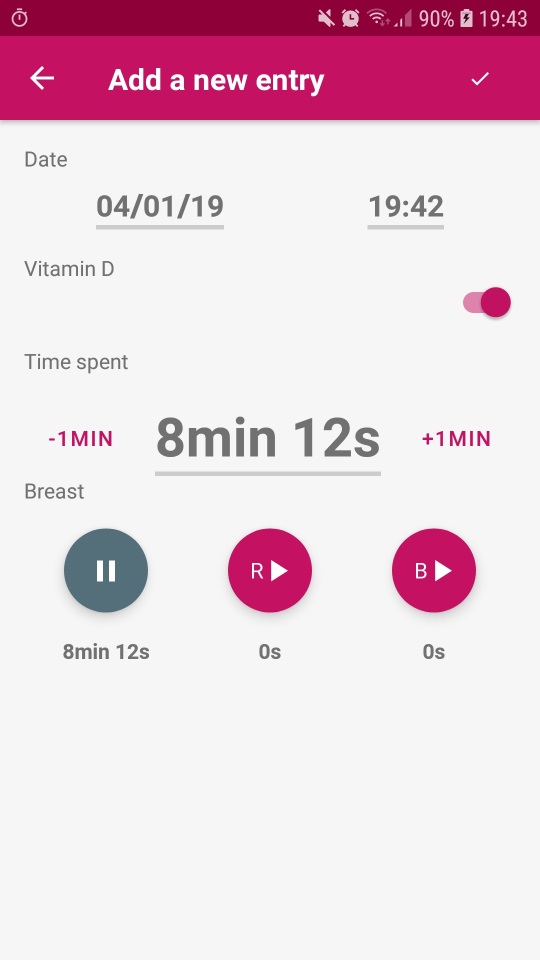 90% 19:43
Add a new entry
Date
04/01/19 19:42
Vitamin D
Time spent
-1MIN 8min 12s +1MIN
Breast
R B
8min 12s 0s 0s